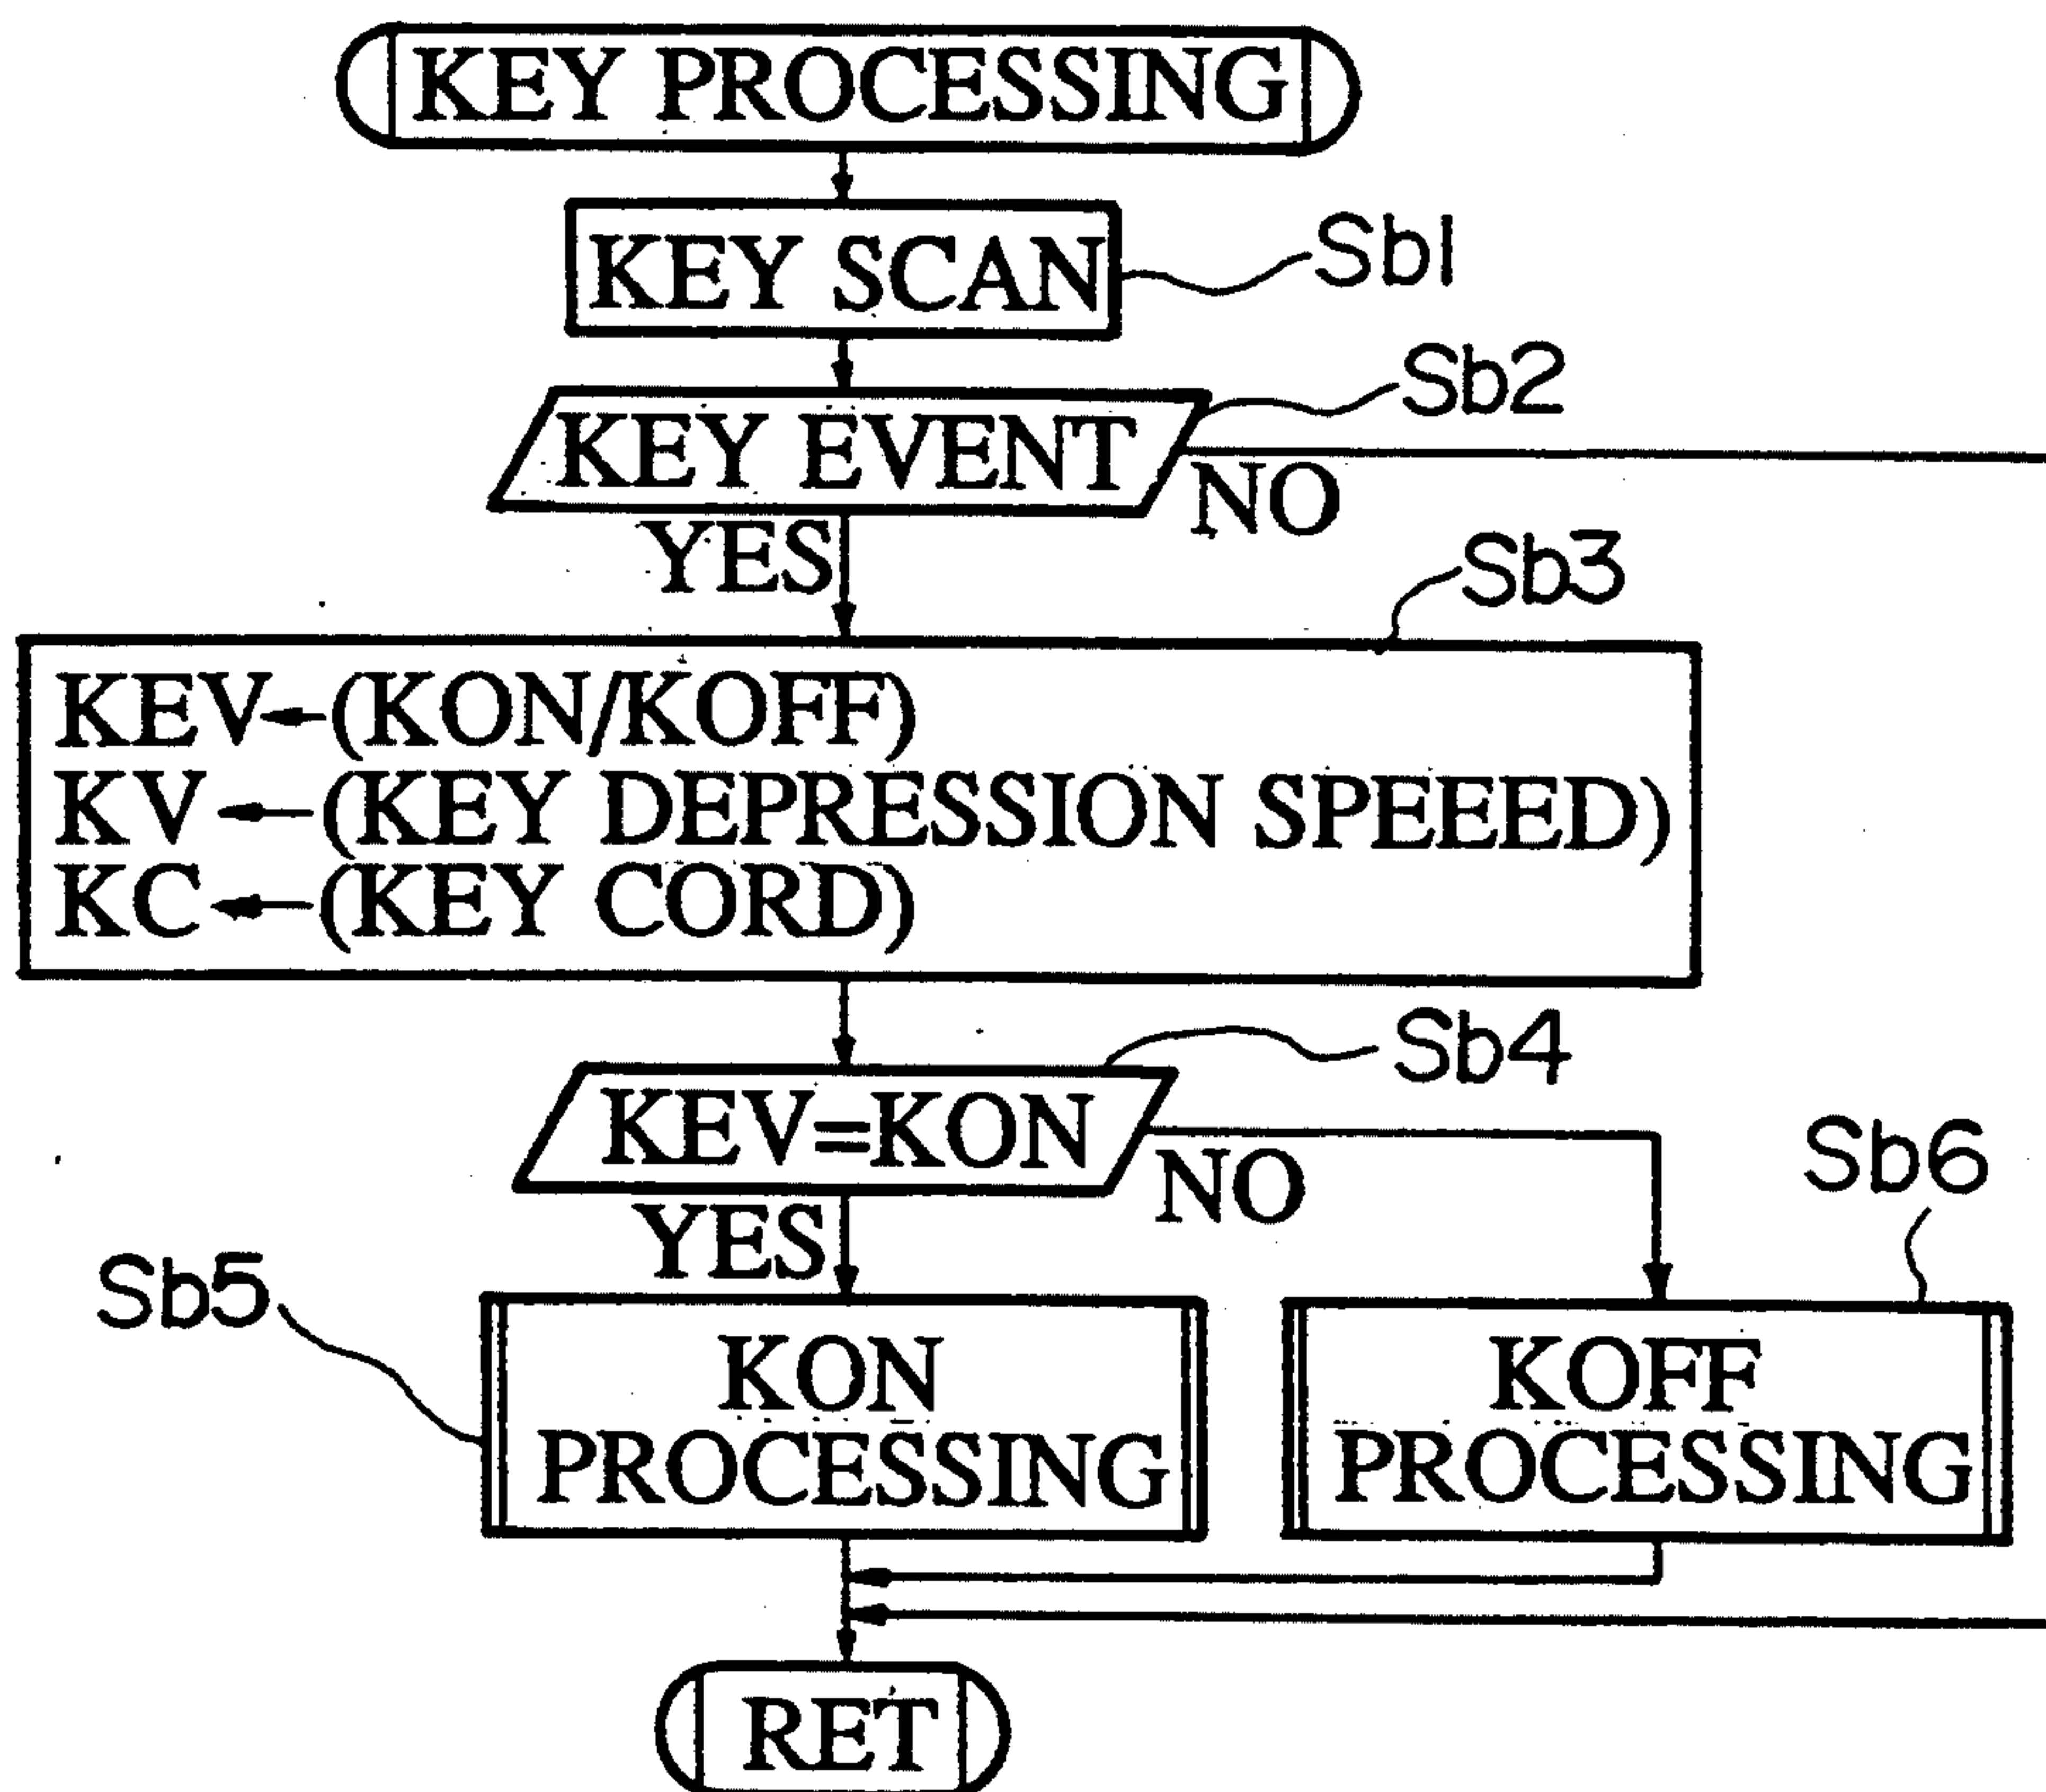 KEY PROCESSING
KEY SCAN
Sb1
Sb2
KEY EVENT
NO
YES
Sb3
KEV←(KON/KOFF)
KV←(KEY DEPRESSION SPEEED)
KC←(KEY CORD)
Sb4
KEV=KON
NO
YES
Sb6
Sb5
KON
PROCESSING
KOFF
PROCESSING
RET